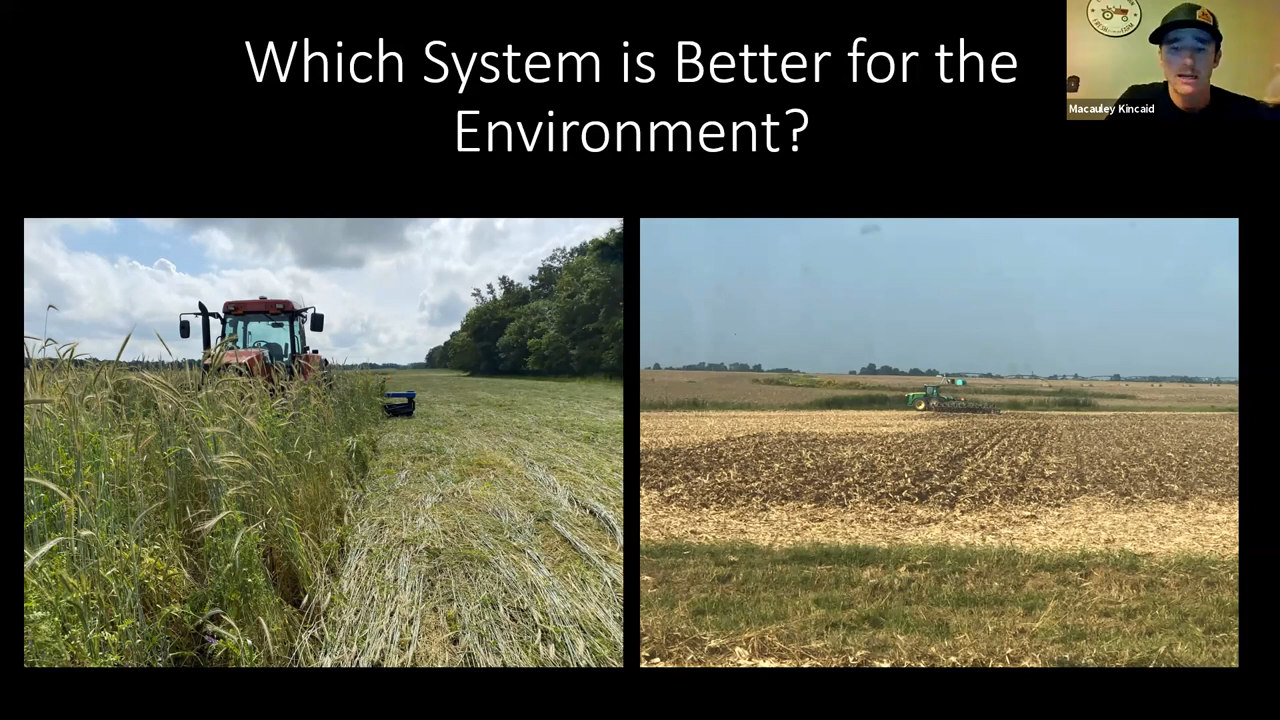 Which System is Better for the
Environment?
Macauley Kincaid